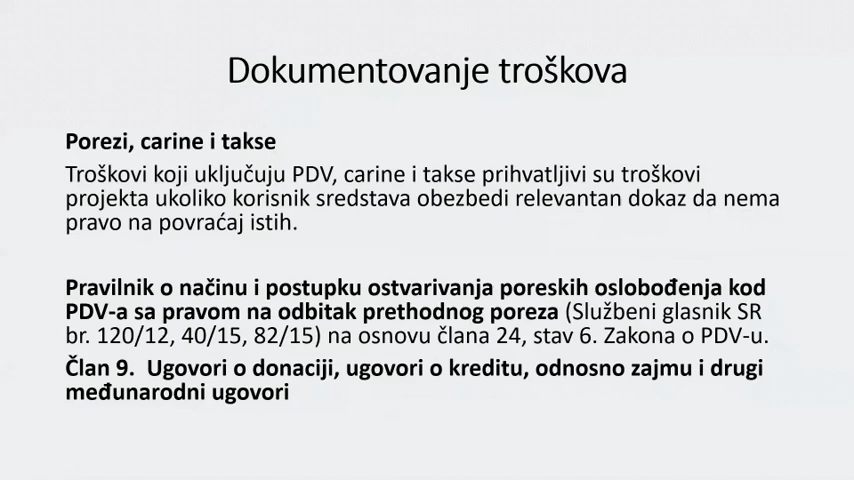 Dokumentovanje troškova
Porezi, carine i takse
Troškovi koji uključuju PDV, carine i takse prihvatljivi su troškovi
projekta ukoliko korisnik sredstava obezbedi relevantan dokaz da nema
pravo na povraćaj istih.
Pravilnik o načinu i postupku ostvarivanja poreskih oslobođenja kod
PDV-a sa pravom na odbitak prethodnog poreza (Službeni glasnik SR
br. 120/12, 40/15, 82/15) na osnovu člana 24, stav 6. Zakona o PDV-u.
Član 9. Ugovori o donaciji, ugovori o kreditu, odnosno zajmu i drugi
međunarodni ugovori